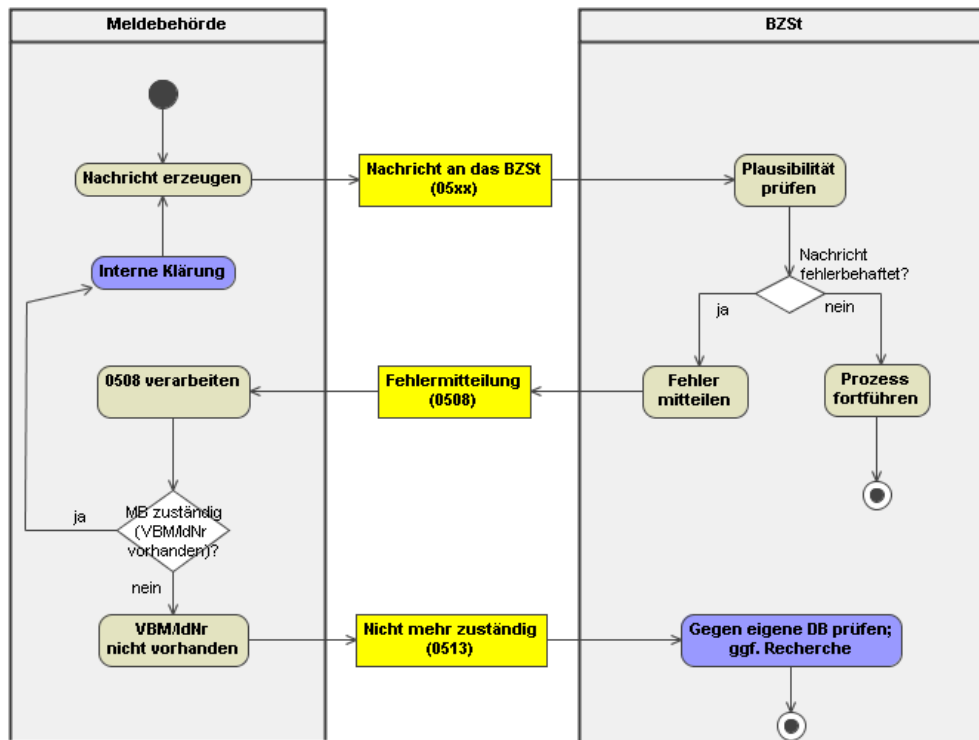 Meldebehörde
BZSt
Nachricht erzeugen
Nachricht an das BZSt
(05xx)
Plausibilität
prüfen
Interne Klärung
Nachricht
fehlerbehaftet?
ja
nein
0508 verarbeiten
Fehlermitteilung
(0508)
Fehler
mitteilen
Prozess
fortführen
ja
MB zuständig
(VBM/IdNr
vorhanden)?
nein
VBM/IdNr
nicht vorhanden
Nicht mehr zuständig
(0513)
Gegen eigene DB prüfen;
ggf. Recherche